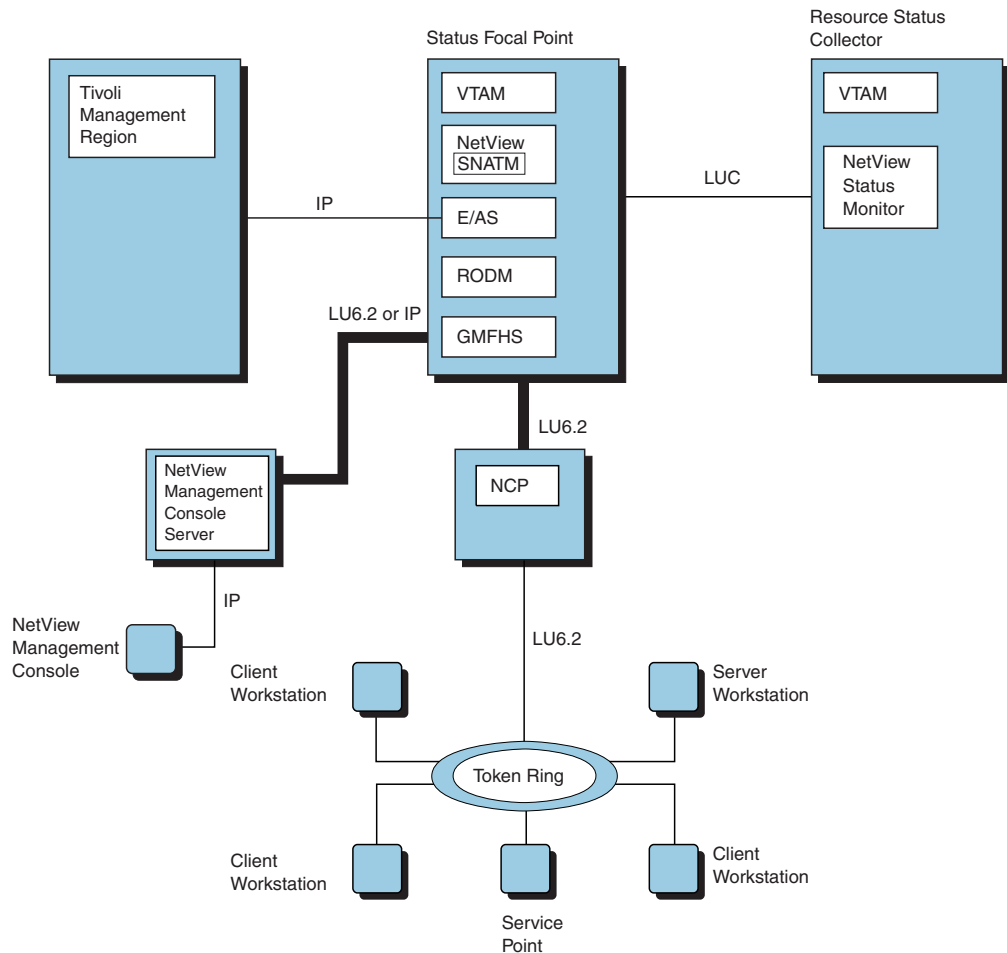 Status Focal Point
Resource Status
Collector
Tivoli
Management
Region
VTAM
NetView
SNATM
E/AS
RODM
GMFHS
VTAM
NetView
Status
Monitor
IP
LUC
LU6.2 or IP
LU6.2
NetView
Management
Console
Server
NCP
IP
NetView
Management
Console
LU6.2
Client
Workstation
Server
Workstation
Token Ring
Client
Workstation
Service
Point
Client
Workstation